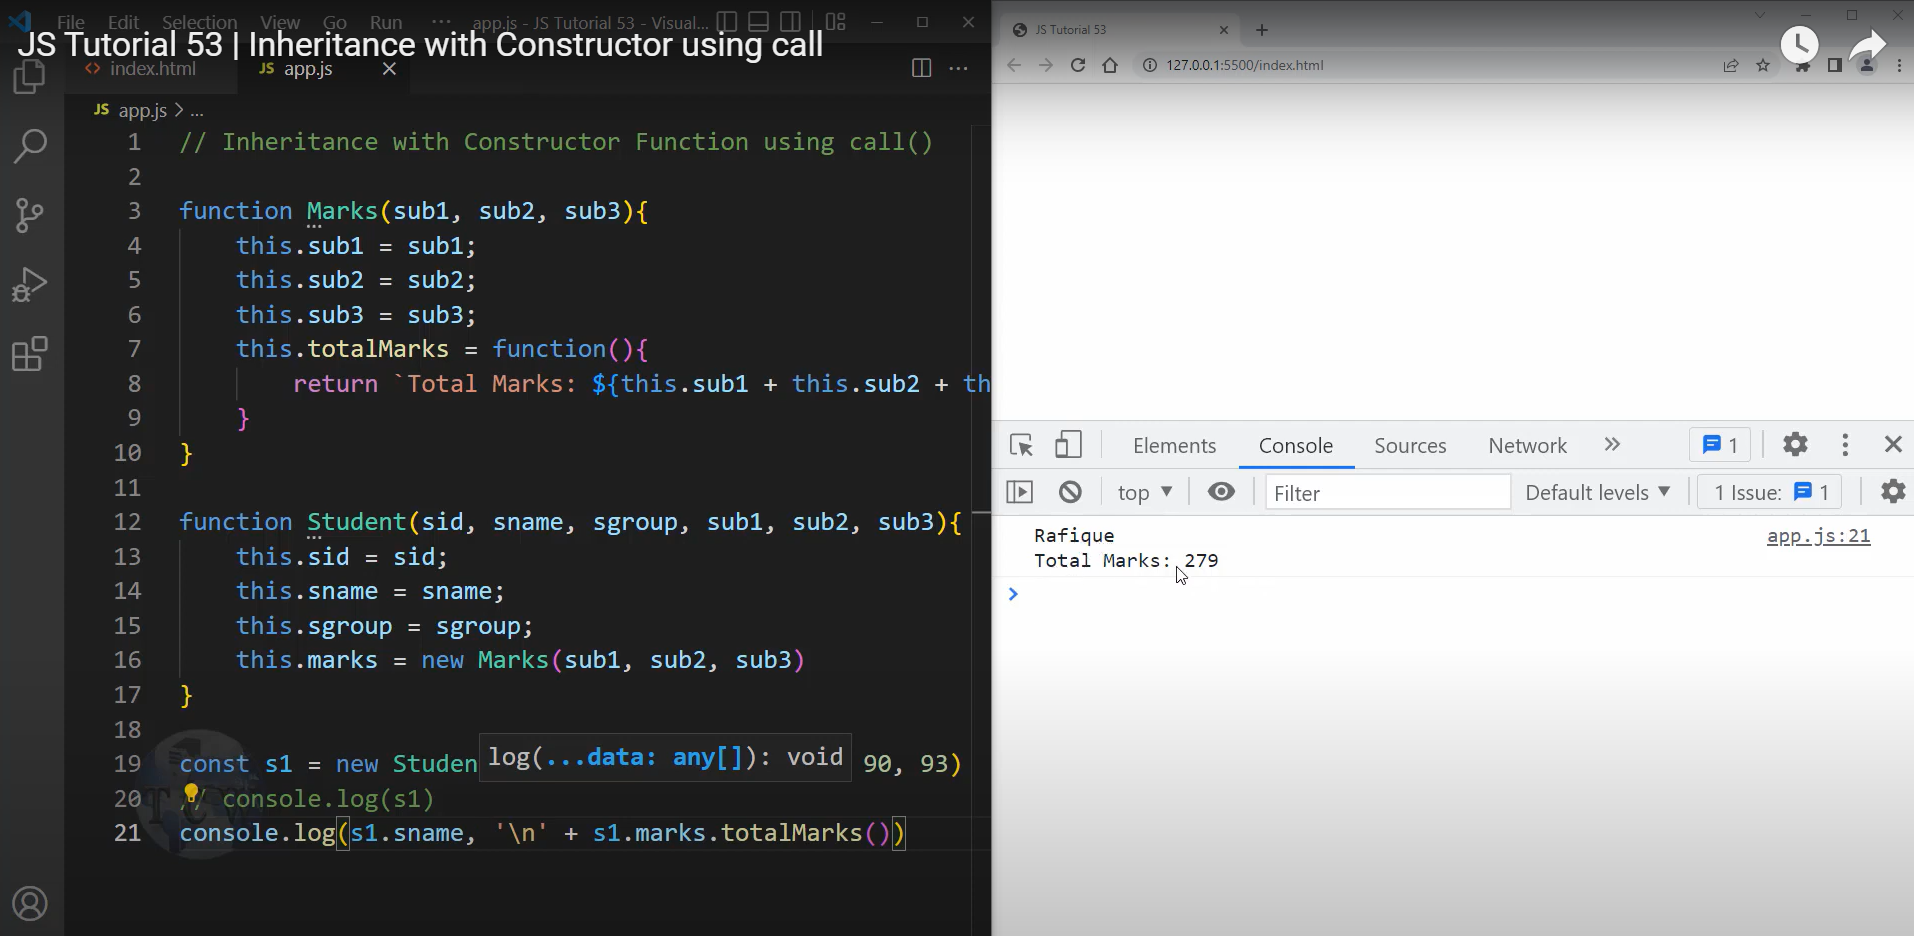 File Edit Selection View Go Run ··· app.js - JS Tutorial 53 - Visual...
JS Tutorial 53 | Inheritance with Constructor using call
index.html JS app.js
JS app.js > ...
1 // Inheritance with Constructor Function using call()
2
3 function Marks(sub1, sub2, sub3){
4 this.sub1 = sub1;
5 this.sub2 = sub2;
6 this.sub3 = sub3;
7 this.totalMarks = function(){
8 return `Total Marks: ${this.sub1 + this.sub2 + th
9 }
10 }
11
12 function Student(sid, sname, sgroup, sub1, sub2, sub3){
13 this.sid = sid;
14 this.sname = sname;
15 this.sgroup = sgroup;
16 this.marks = new Marks(sub1, sub2, sub3)
17 }
18
19 const s1 = new Studen log(...data: any[]): void 90, 93)
20 // console.log(s1)
21 console.log(s1.sname, '\n' + s1.marks.totalMarks())
JS Tutorial 53
127.0.0.1:5500/index.html
Elements Console Sources Network » 1
top Filter Default levels 1 Issue: 1
Rafique app.js:21
Total Marks: 279